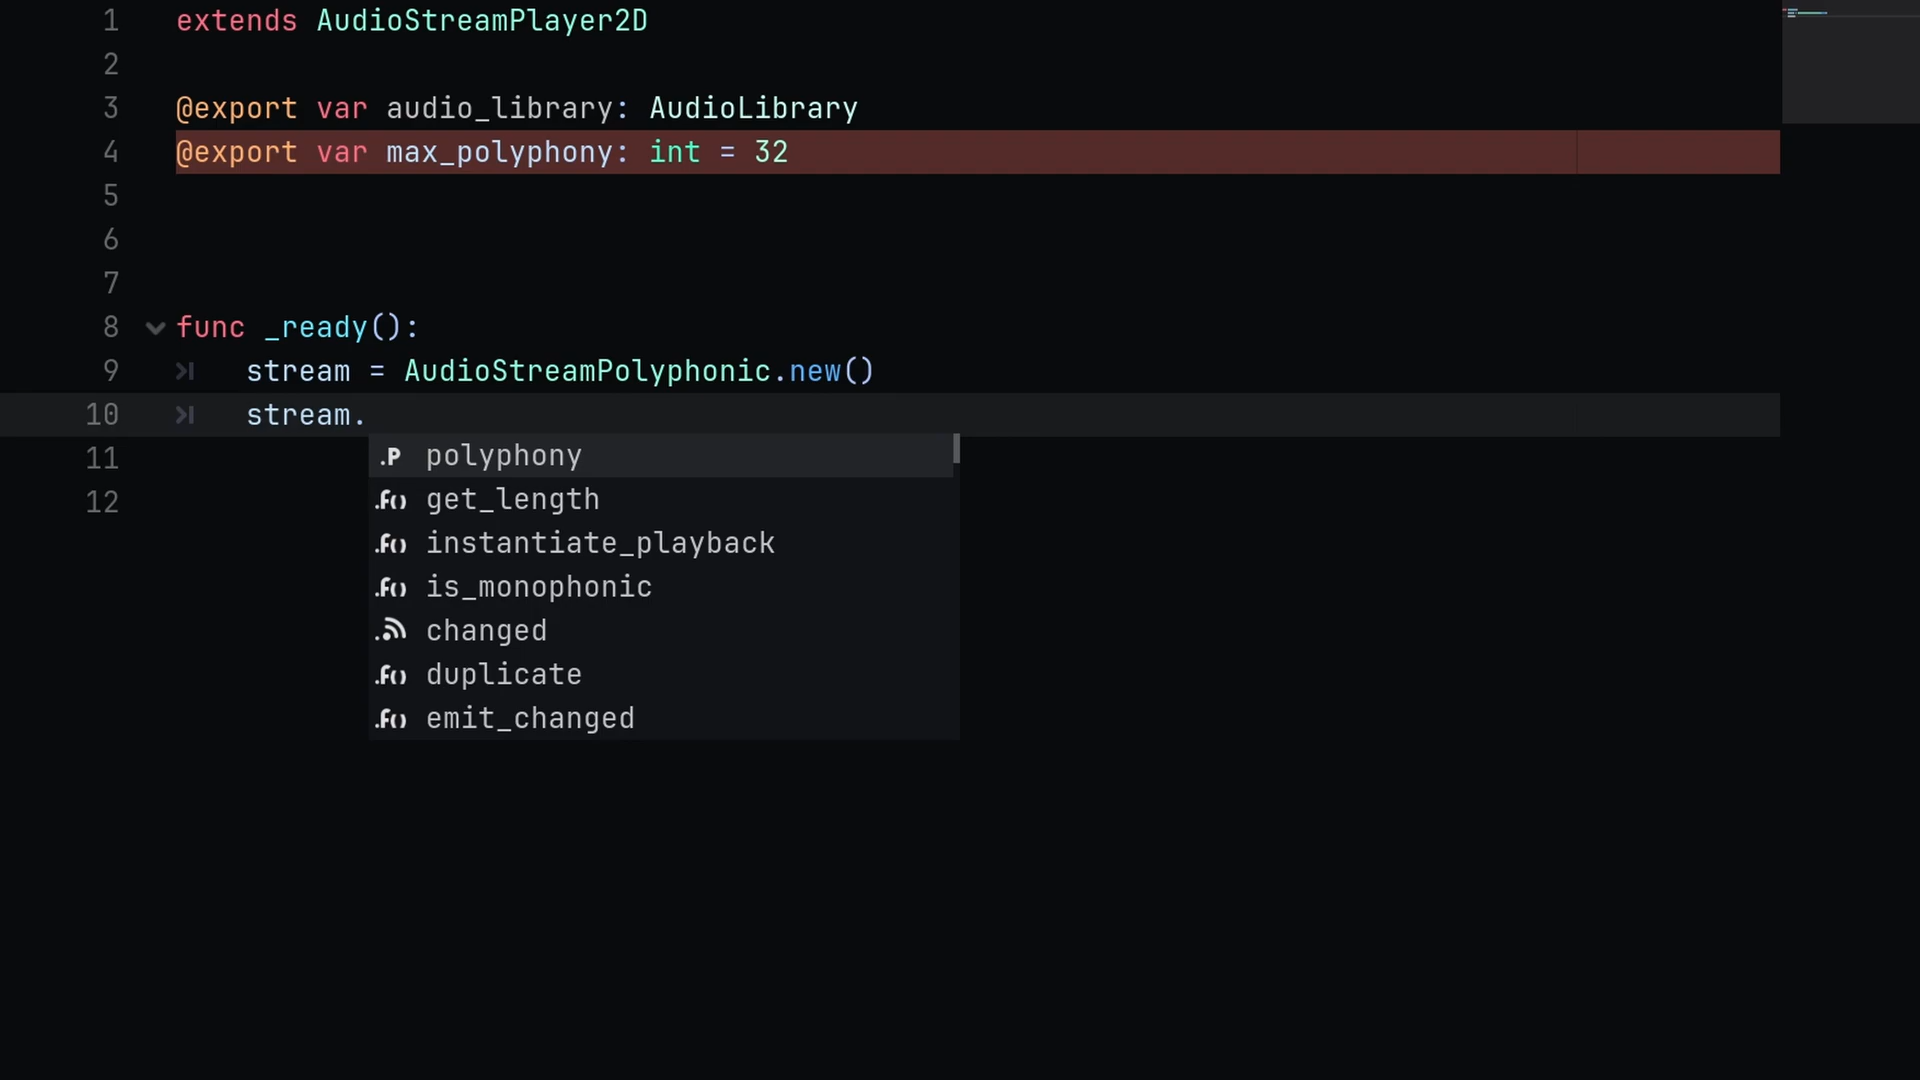 1 extends AudioStreamPlayer2D
2
3 @export var audio_library: AudioLibrary
4 @export var max_polyphony: int = 32
5
6
7
8 func _ready():
9 stream = AudioStreamPolyphonic.new()
10 stream.
.P polyphony
11
.F() get_length
12
.F() instantiate_playback
.F() is_monophonic
changed
.F() duplicate
.F() emit_changed